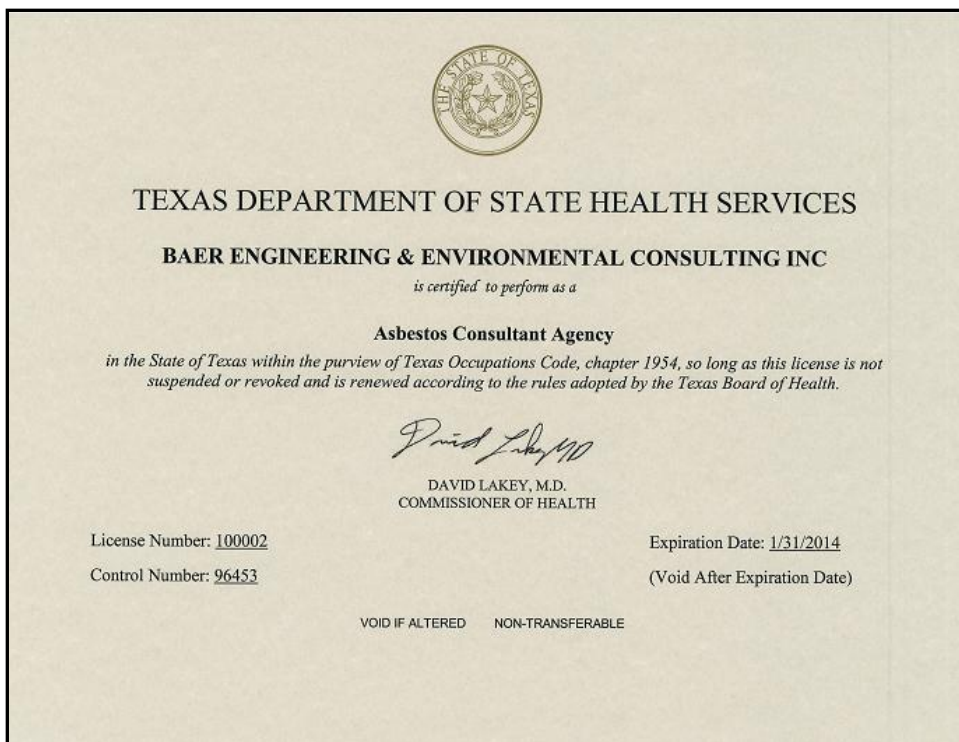 THE STATE OF TEXAS
TEXAS DEPARTMENT OF STATE HEALTH SERVICES
BAER ENGINEERING & ENVIRONMENTAL CONSULTING INC
is certified to perform as a
Asbestos Consultant Agency
in the State of Texas within the purview of Texas Occupations Code, chapter 1954, so long as this license is not
suspended or revoked and is renewed according to the rules adopted by the Texas Board of Health.
David Lakey MD
DAVID LAKEY, M.D.
COMMISSIONER OF HEALTH
License Number: 100002
Expiration Date: 1/31/2014
Control Number: 96453
(Void After Expiration Date)
VOID IF ALTERED NON-TRANSFERABLE